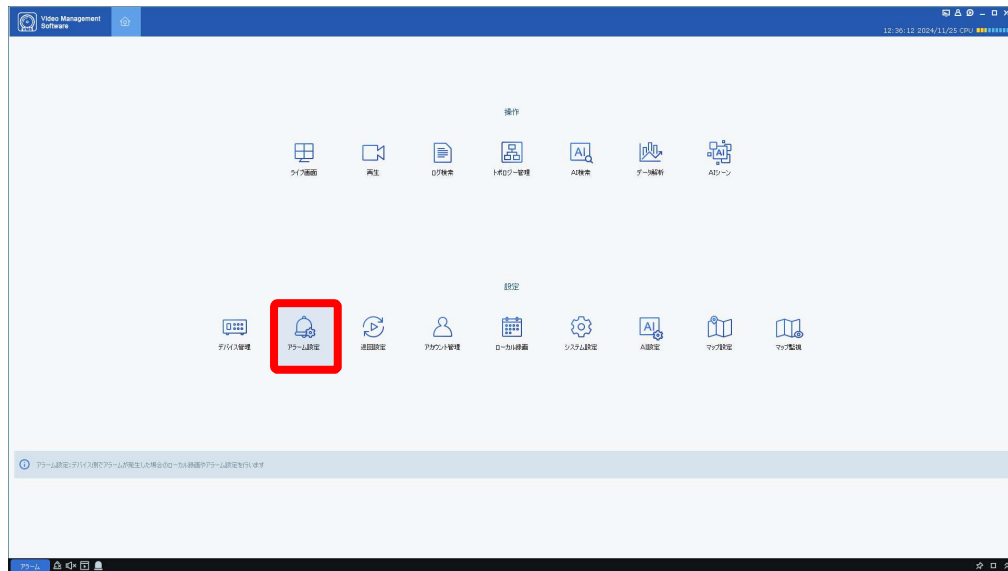 Video Management
Software
12:36:12 2024/11/25 CPU
操作
ライブ画面
再生
ログ検索
トポロジー管理
AI検索
データ解析
AIシーン
設定
デバイス管理
アラーム設定
巡回設定
アカウント管理
ローカル録画
システム設定
AI設定
マップ設定
マップ監視
アラーム設定:デバイス側でアラームが発生した場合のローカル録画やアラーム設定を行います
アラーム